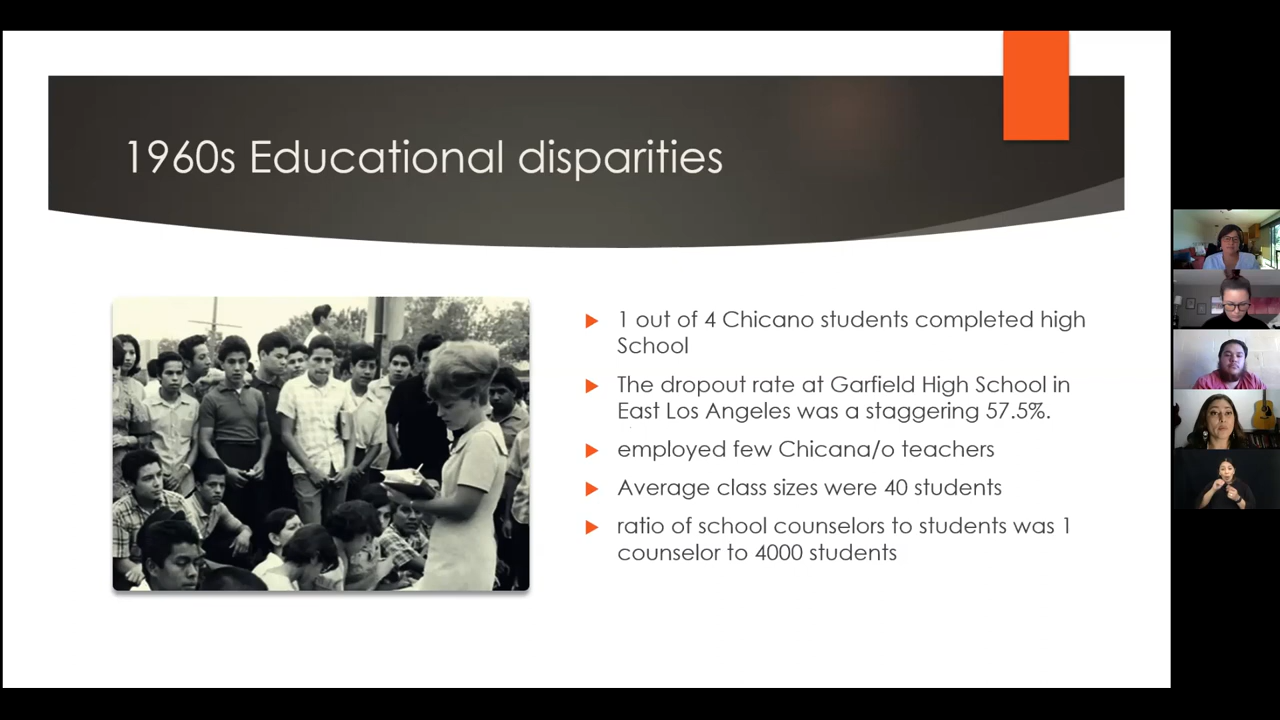 1960s Educational disparities
1 out of 4 Chicano students completed high
School
The dropout rate at Garfield High School in
East Los Angeles was a staggering 57.5%.
employed few Chicana/o teachers
Average class sizes were 40 students
ratio of school counselors to students was 1
counselor to 4000 students